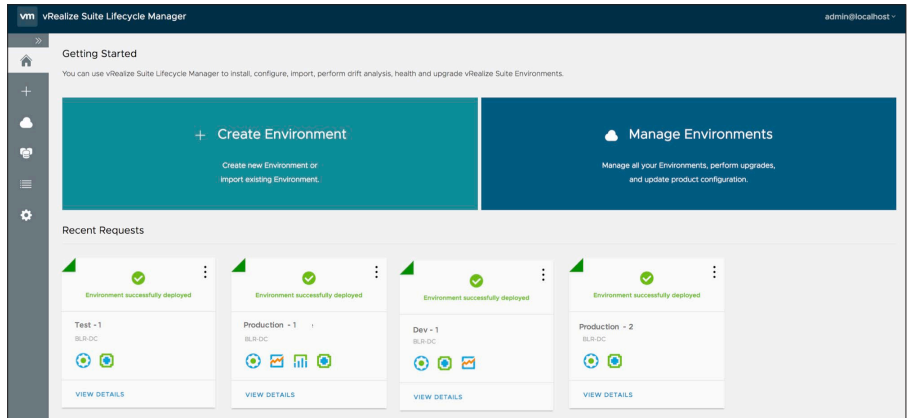 vm vRealize Suite Lifecycle Manager
admin@localhost
Getting Started
You can use vRealize Suite Lifecycle Manager to install, configure, import, perform drift analysis, health and upgrade vRealize Suite Environments.
+ Create Environment
Create new Environment or
import existing Environment.
Manage Environments
Manage all your Environments, perform upgrades,
and update product configuration.
Recent Requests
Environment successfully deployed
Test - 1
BLR-DC
VIEW DETAILS
Environment successfully deployed
Production - 1
BLR-DC
VIEW DETAILS
Environment successfully deployed
Dev - 1
BLR-DC
VIEW DETAILS
Environment successfully deployed
Production - 2
BLR-DC
VIEW DETAILS